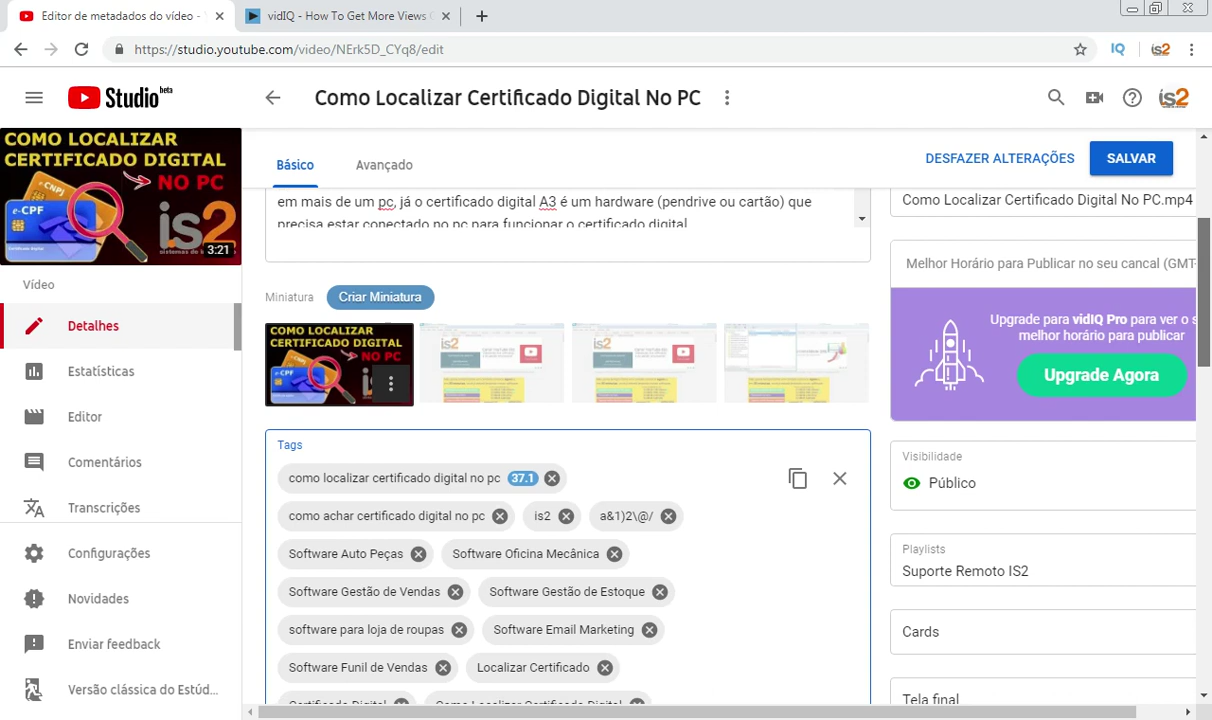 Editor de metadados do vídeo -
vidIQ - How To Get More Views
https://studio.youtube.com/video/NErk5D_CYq8/edit
IQ
is2
Studio beta
Como Localizar Certificado Digital No PC
is2
COMO LOCALIZAR
CERTIFICADO DIGITAL
NO PC
e-CNPJ
e-CPF
is2
3:21
Básico
Avançado
DESFAZER ALTERAÇÕES
SALVAR
em mais de um pc, já o certificado digital A3 é um hardware (pendrive ou cartão) que
precisa estar conectado no pc para funcionar o certificado digital
Como Localizar Certificado Digital No PC.mp4
Melhor Horário para Publicar no seu cancal (GMT-
Upgrade para vidIQ Pro para ver o s
melhor horário para publicar
Upgrade Agora
Vídeo
Detalhes
Estatísticas
Editor
Comentários
Transcrições
Configurações
Novidades
Enviar feedback
Versão clássica do Estúd...
Miniatura
Criar Miniatura
COMO LOCALIZAR
CERTIFICADO DIGITAL
NO PC
e-CPF
Tags
como localizar certificado digital no pc 37.1
como achar certificado digital no pc
is2
a&1)2\@/
Software Auto Peças
Software Oficina Mecânica
Software Gestão de Vendas
Software Gestão de Estoque
software para loja de roupas
Software Email Marketing
Software Funil de Vendas
Localizar Certificado
Certificado Digital
Como Localizar Certificado Digital
Visibilidade
Público
Playlists
Suporte Remoto IS2
Cards
Tela final